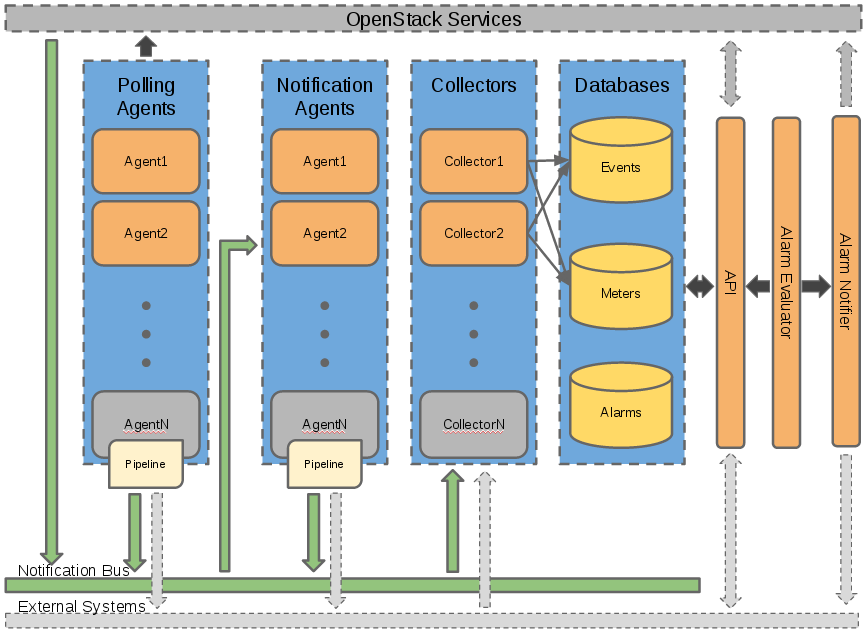 OpenStack Services
Polling
Agents
Agent1
Agent2
AgentN
Pipeline
Notification
Agents
Agent1
Agent2
AgentN
Pipeline
Collectors
Collector1
Collector2
CollectorN
Databases
Events
Meters
Alarms
API
Alarm Evaluator
Alarm Notifier
Notification Bus
External Systems